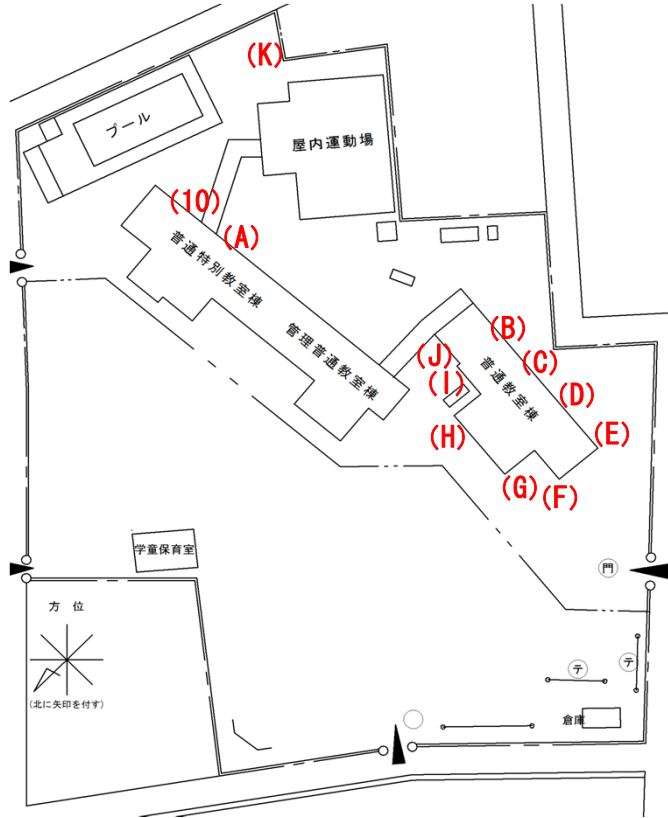 (K)
プール
屋内運動場
(10)
(A)
普通特別教室棟
管理普通教室棟
(B)
(J)
(C)
普通教室棟
(I)
(D)
(H)
(E)
(G)
(F)
学童保育室
門
方 位
(北に矢印を付す)
テ
テ
倉庫